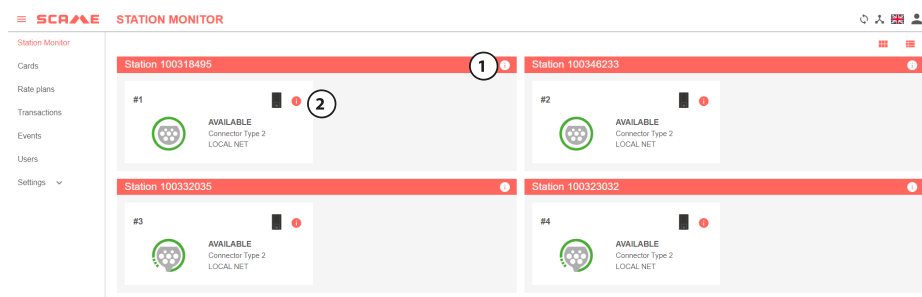 SCAME STATION MONITOR
Station Monitor
Cards
Rate plans
Transactions
Events
Users
Settings
Station 100318495
1
#1
2
AVAILABLE
Connector Type 2
LOCAL NET
Station 100346233
#2
AVAILABLE
Connector Type 2
LOCAL NET
Station 100332035
#3
AVAILABLE
Connector Type 2
LOCAL NET
Station 100323032
#4
AVAILABLE
Connector Type 2
LOCAL NET